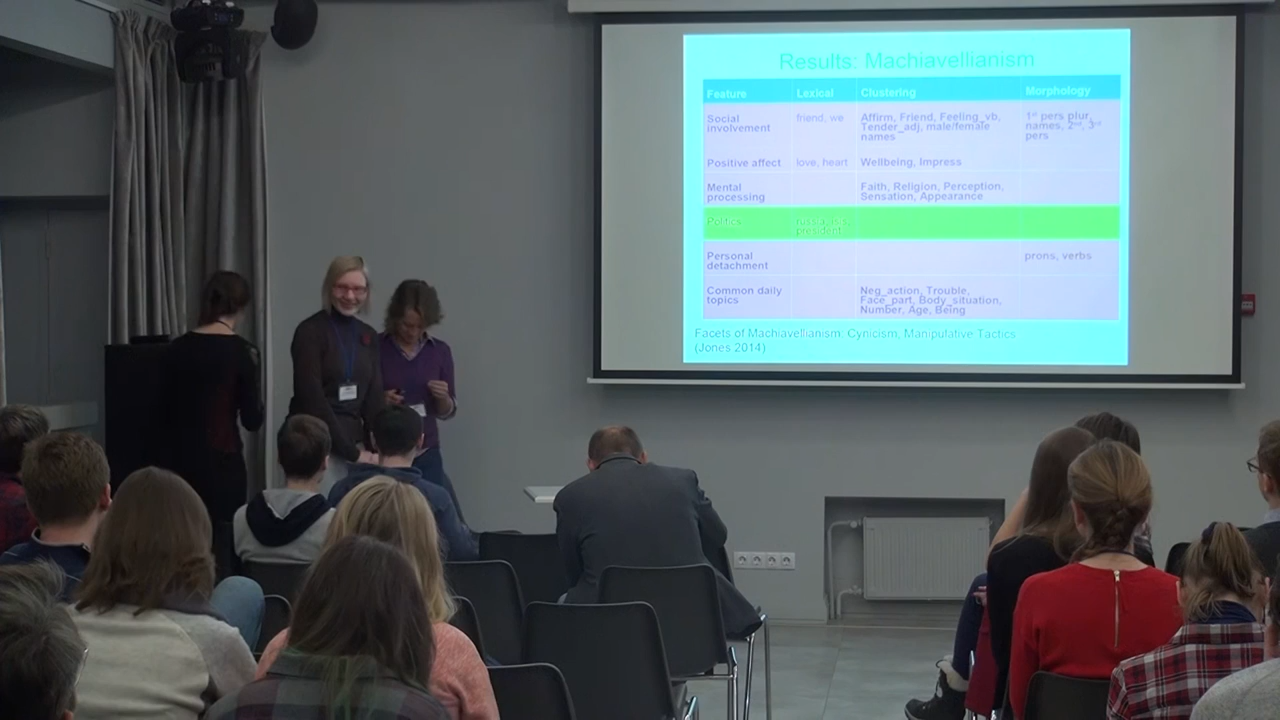 Results: Machiavellianism
Feature Lexical Clustering Morphology
Social involvement friend, we Affirm, Friend, Feeling_vb, Tender_adj, male/female names 1st pers plur, names, 2nd, 3rd pers
Positive affect love, heart Wellbeing, Impress
Mental processing Faith, Religion, Perception, Sensation, Appearance
Politics russia, isis, president
Personal detachment prons, verbs
Common daily topics Neg_action, Trouble, Face_part, Body_situation, Number, Age, Being
Facets of Machiavellianism: Cynicism, Manipulative Tactics
(Jones 2014)